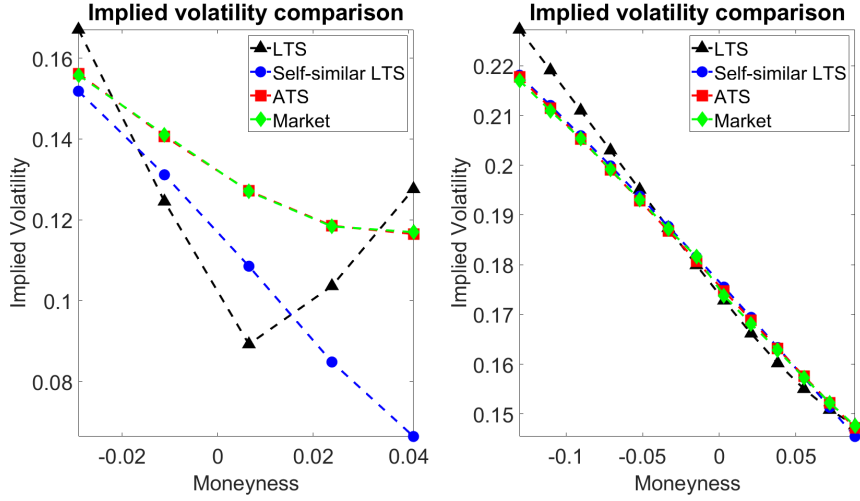 Implied volatility comparison
LTS
Self-similar LTS
ATS
Market
0.16
0.14
0.12
0.1
0.08
Implied Volatility
-0.02
0
0.02
0.04
Moneyness
Implied volatility comparison
LTS
Self-similar LTS
ATS
Market
0.22
0.21
0.2
0.19
0.18
0.17
0.16
0.15
Implied Volatility
-0.1
-0.05
0
0.05
Moneyness